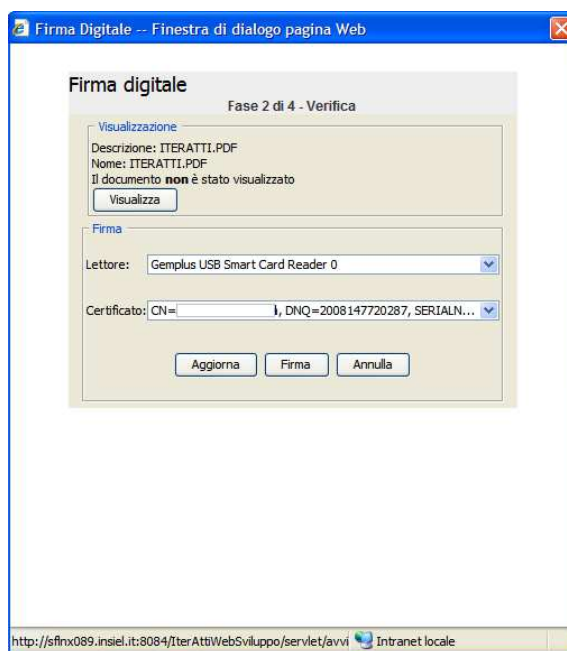 Firma Digitale -- Finestra di dialogo pagina Web
Firma digitale
Fase 2 di 4 - Verifica
Visualizzazione
Descrizione: ITERATTI.PDF
Nome: ITERATTI.PDF
Il documento non è stato visualizzato
Visualizza
Firma
Lettore: Gemplus USB Smart Card Reader 0
Certificato: CN= , DNQ=2008147720287, SERIALN...
Aggiorna Firma Annulla
http://sflnx089.insiel.it:8084/IterAttiWebSviluppo/servlet/avvi Intranet locale